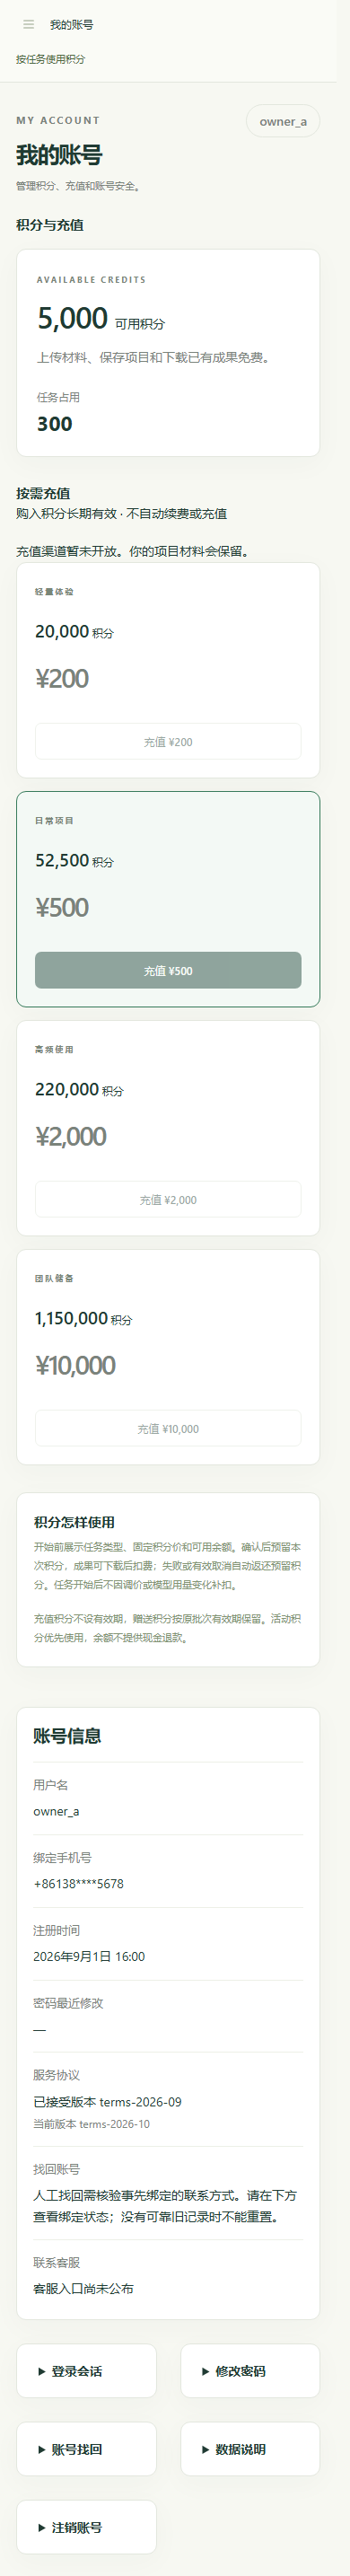 我的账号
按任务使用积分
MY ACCOUNT
owner_a
我的账号
管理积分、充值和账号安全。
积分与充值
AVAILABLE CREDITS
5,000 可用积分
上传材料、保存项目和下载已有成果免费。
任务占用
300
按需充值
购入积分长期有效 · 不自动续费或充值
充值渠道暂未开放。你的项目材料会保留。
轻量体验
20,000 积分
¥200
充值 ¥200
日常项目
52,500 积分
¥500
充值 ¥500
高频使用
220,000 积分
¥2,000
充值 ¥2,000
团队储备
1,150,000 积分
¥10,000
充值 ¥10,000
积分怎样使用
开始前展示任务类型、固定积分价和可用余额。确认后预留本
次积分，成果可下载后扣费；失败或有效取消自动返还预留积
分。任务开始后不因调价或模型用量变化补扣。
充值积分不设有效期，赠送积分按原批次有效期保留。活动积
分优先使用，余额不提供现金退款。
账号信息
用户名
owner_a
绑定手机号
+86138****5678
注册时间
2026年9月1日 16:00
密码最近修改
—
服务协议
已接受版本 terms-2026-09
当前版本 terms-2026-10
找回账号
人工找回需核验事先绑定的联系方式。请在下方
查看绑定状态；没有可靠旧记录时不能重置。
联系客服
客服入口尚未公布
▶ 登录会话
▶ 修改密码
▶ 账号找回
▶ 数据说明
▶ 注销账号